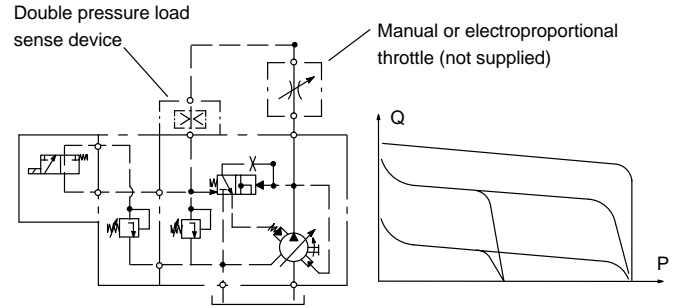 Double pressure load
sense device
Manual or electroproportional
throttle (not supplied)
Q
P